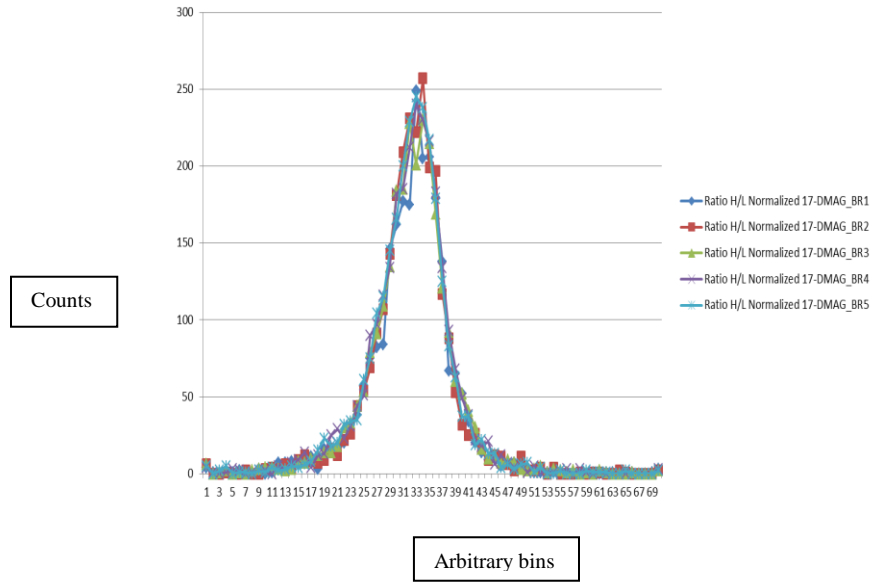 300
250
200
150
100
50
0
1 3 5 7 9 11 13 15 17 19 21 23 25 27 29 31 33 35 37 39 41 43 45 47 49 51 53 55 57 59 61 63 65 67 69
Counts
Arbitrary bins
Ratio H/L Normalized 17-DMAG_BR1
Ratio H/L Normalized 17-DMAG_BR2
Ratio H/L Normalized 17-DMAG_BR3
Ratio H/L Normalized 17-DMAG_BR4
Ratio H/L Normalized 17-DMAG_BR5